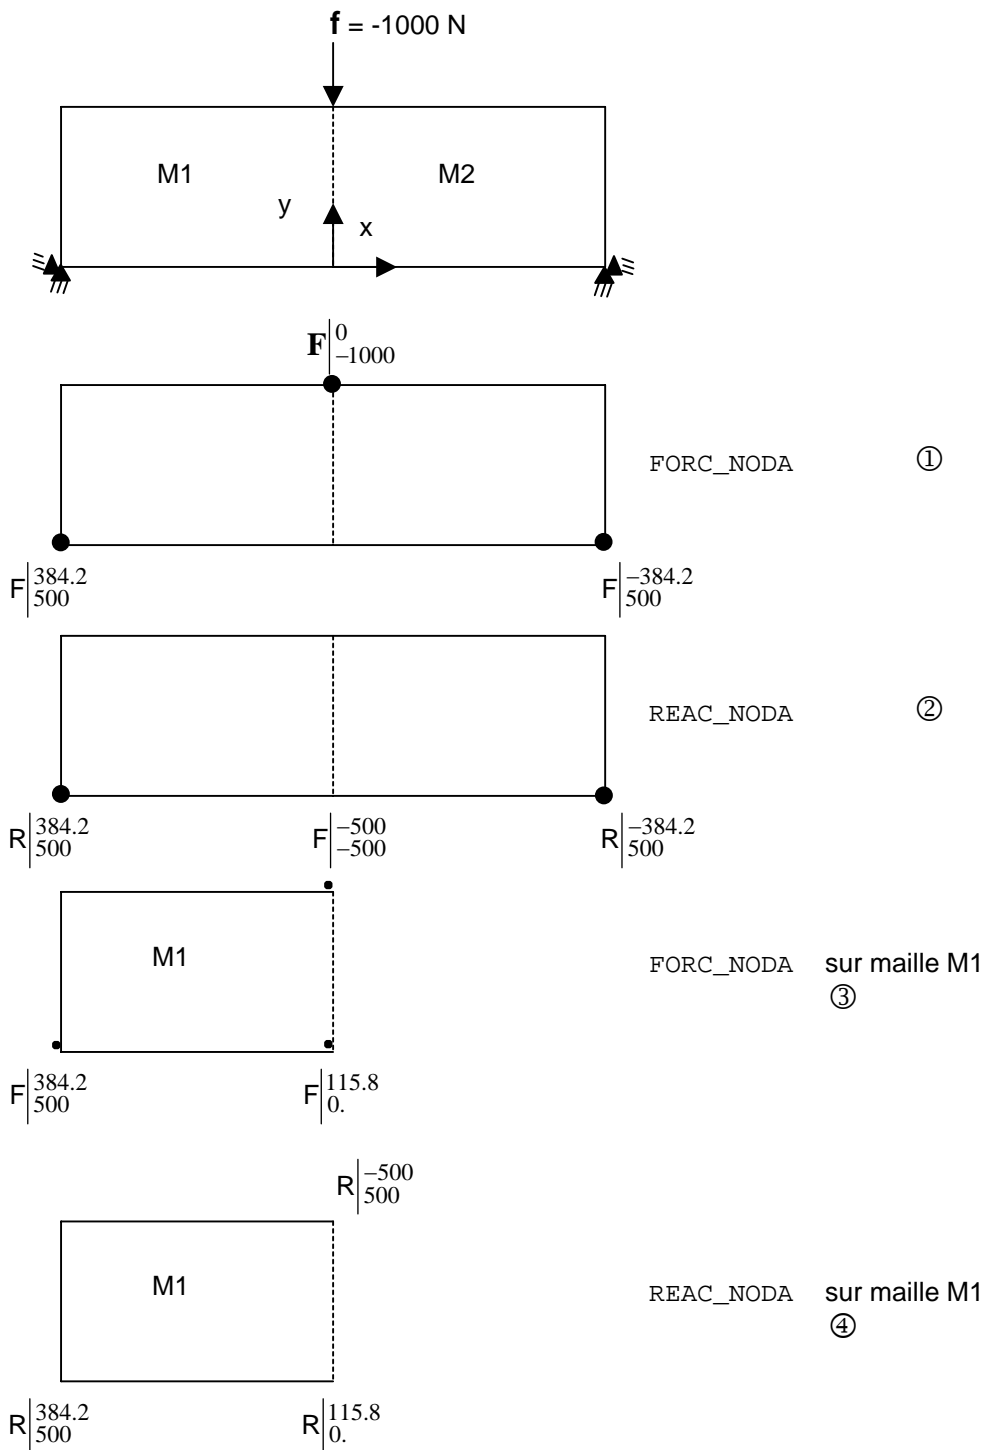 f = -1000 N
M1
M2
y
x
F|0
-1000
FORC_NODA ①
F|384.2
500
F|-384.2
500
REAC_NODA ②
R|384.2
500
F|-500
-500
R|-384.2
500
M1
FORC_NODA sur maille M1
③
F|384.2
500
F|115.8
0.
R|-500
500
M1
REAC_NODA sur maille M1
④
R|384.2
500
R|115.8
0.